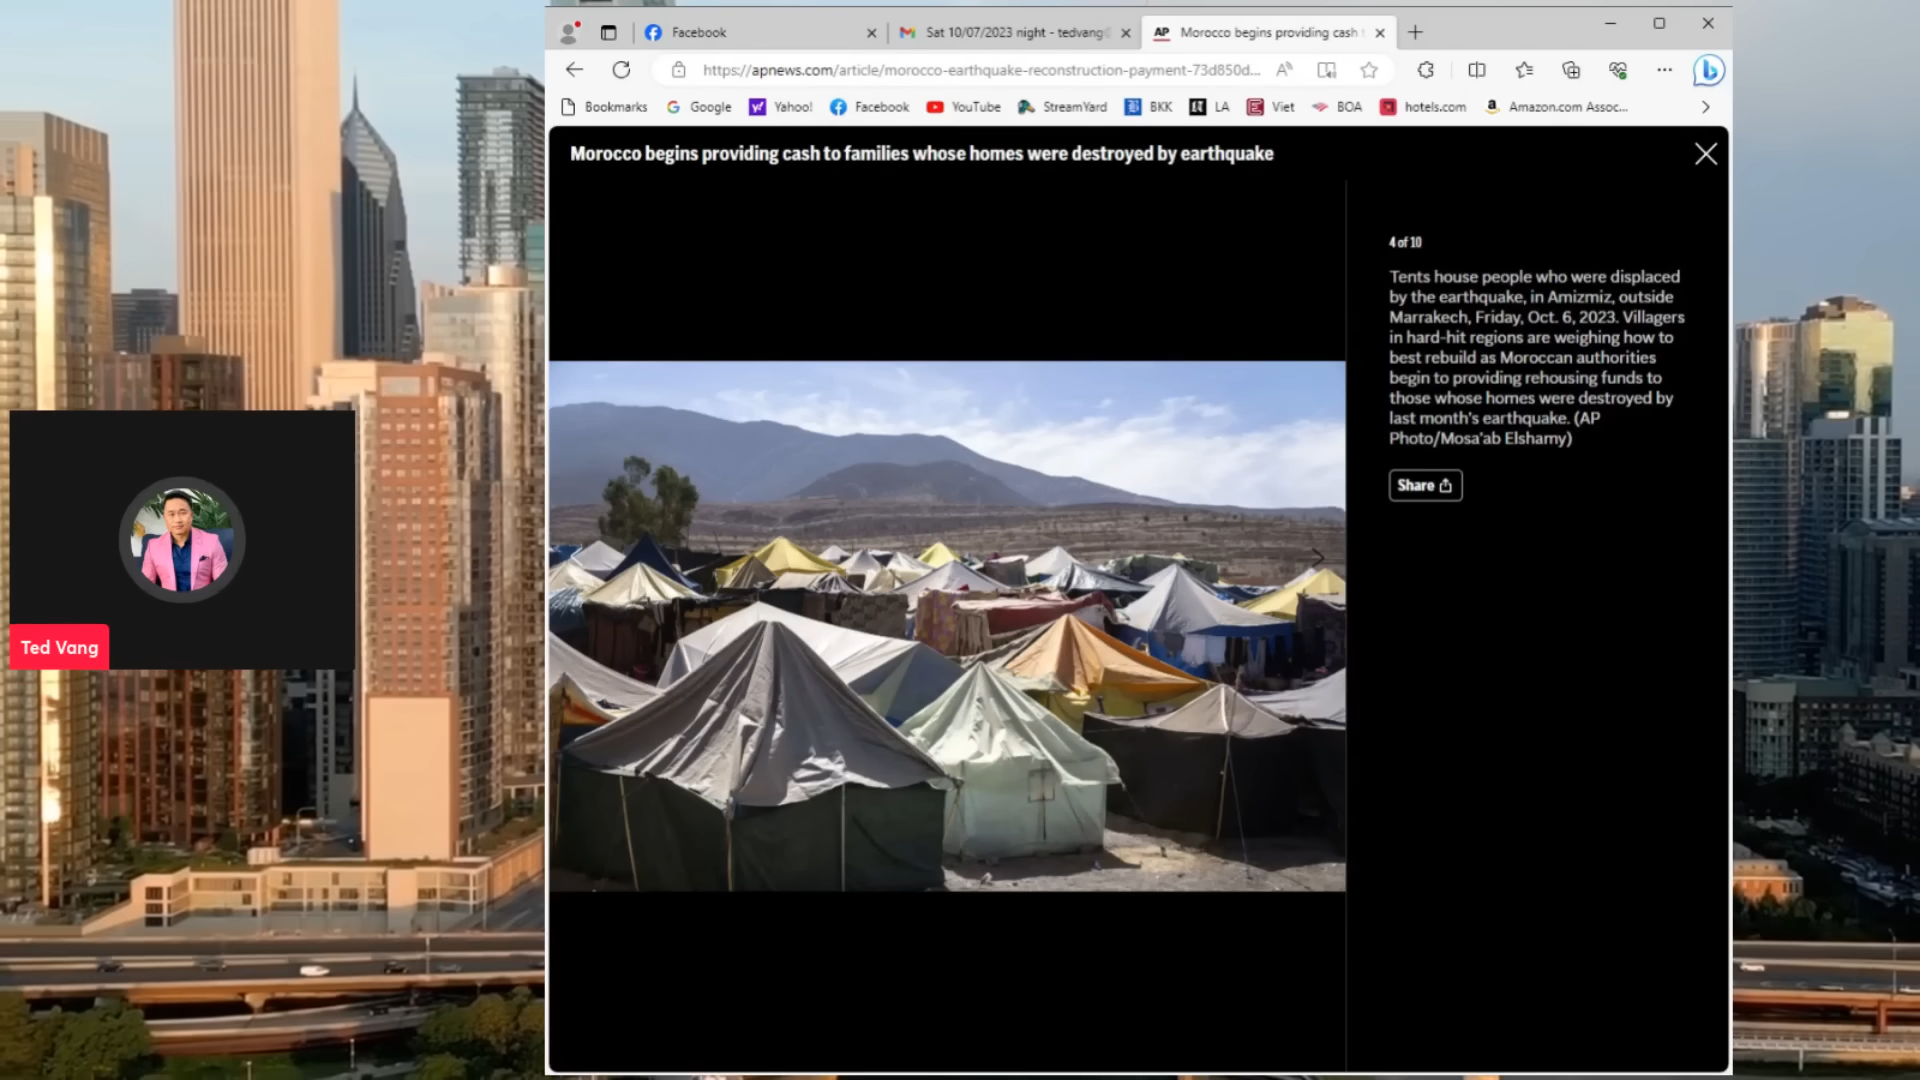 Facebook
Sat 10/07/2023 night - tedvang
AP Morocco begins providing cash
https://apnews.com/article/morocco-earthquake-reconstruction-payment-73d850d...
Bookmarks
Google
Yahoo!
Facebook
YouTube
StreamYard
BKK
LA
Viet
BOA
hotels.com
Amazon.com Assoc...
Morocco begins providing cash to families whose homes were destroyed by earthquake
4 of 10
Tents house people who were displaced
by the earthquake, in Amizmiz, outside
Marrakech, Friday, Oct. 6, 2023. Villagers
in hard-hit regions are weighing how to
best rebuild as Moroccan authorities
begin to providing rehousing funds to
those whose homes were destroyed by
last month's earthquake. (AP
Photo/Mosa'ab Elshamy)
Share
Ted Vang